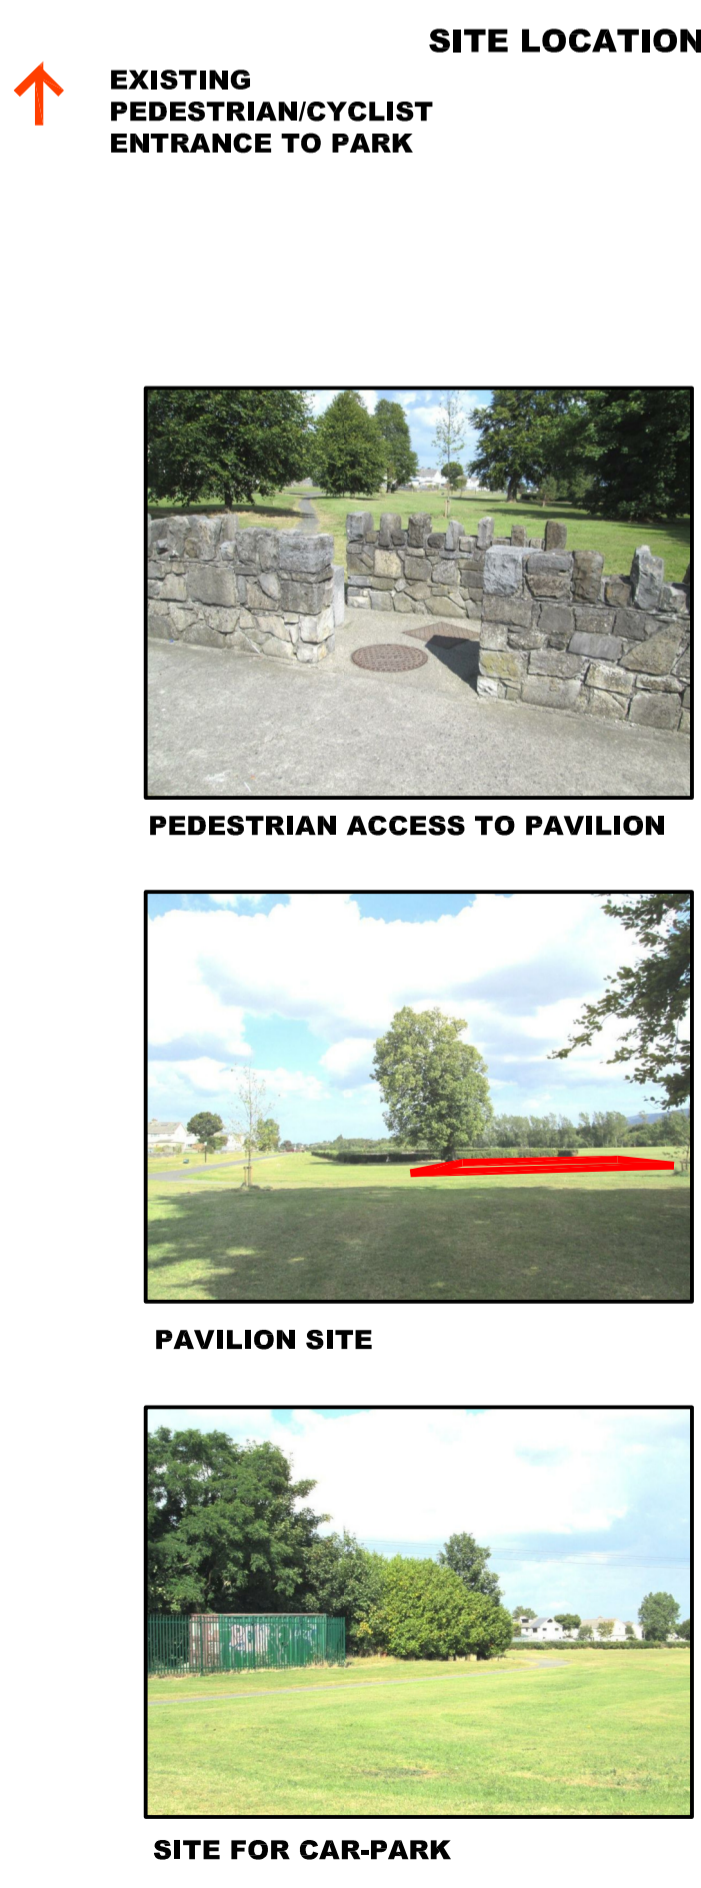 SITE LOCATION
EXISTING
PEDESTRIAN/CYCLIST
ENTRANCE TO PARK
PEDESTRIAN ACCESS TO PAVILION
PAVILION SITE
SITE FOR CAR-PARK